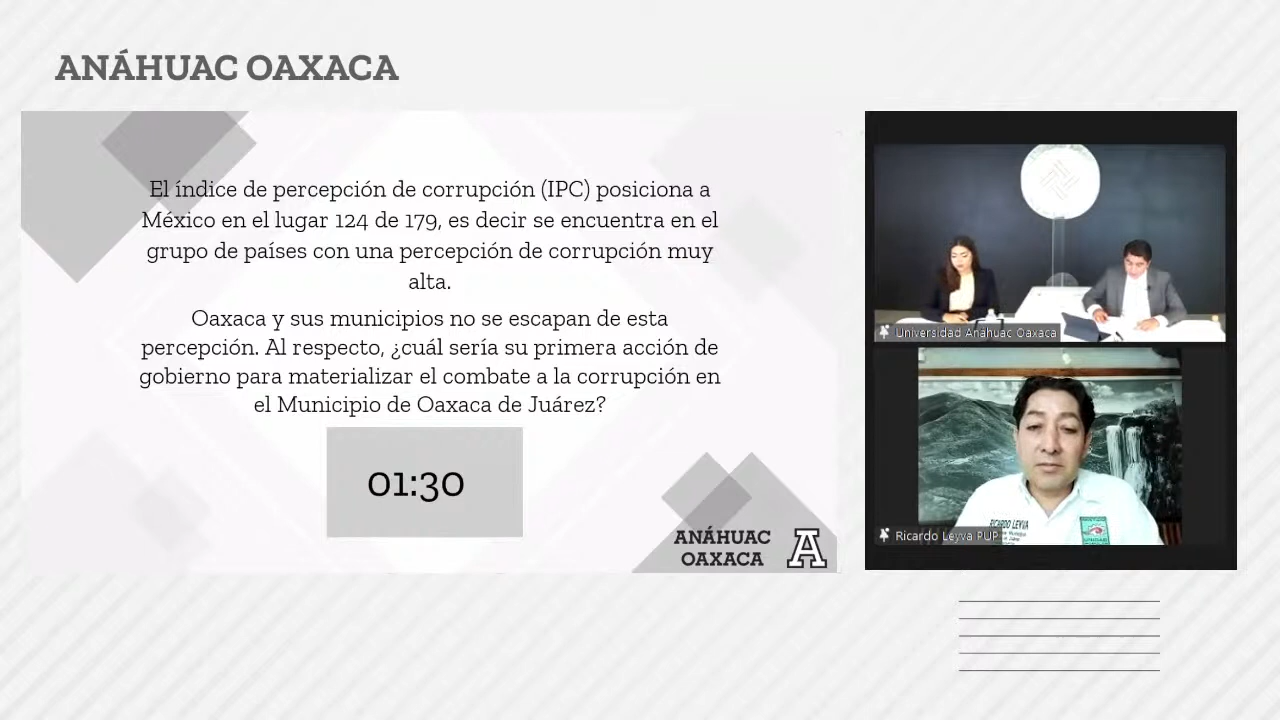 ANÁHUAC OAXACA
El índice de percepción de corrupción (IPC) posiciona a
México en el lugar 124 de 179, es decir se encuentra en el
grupo de países con una percepción de corrupción muy
alta.
Oaxaca y sus municipios no se escapan de esta
percepción. Al respecto, ¿cuál sería su primera acción de
gobierno para materializar el combate a la corrupción en
el Municipio de Oaxaca de Juárez?
01:30
ANÁHUAC
OAXACA
A
Universidad Anahuac Oaxaca
RICARDO LEYVA
UNIDAD
Ricardo Leyva PUP